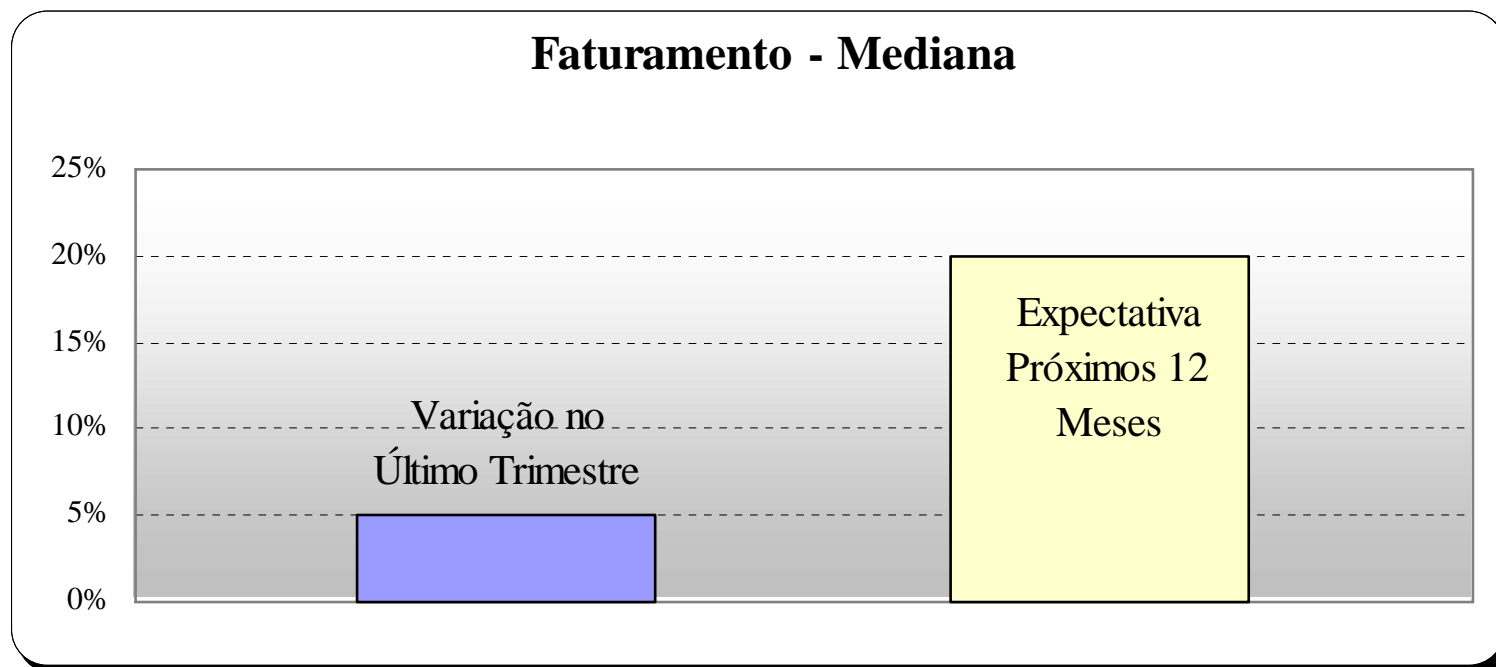 Faturamento - Mediana
25%
20%
15%
10%
5%
0%
Variação no
Último Trimestre
Expectativa
Próximos 12
Meses